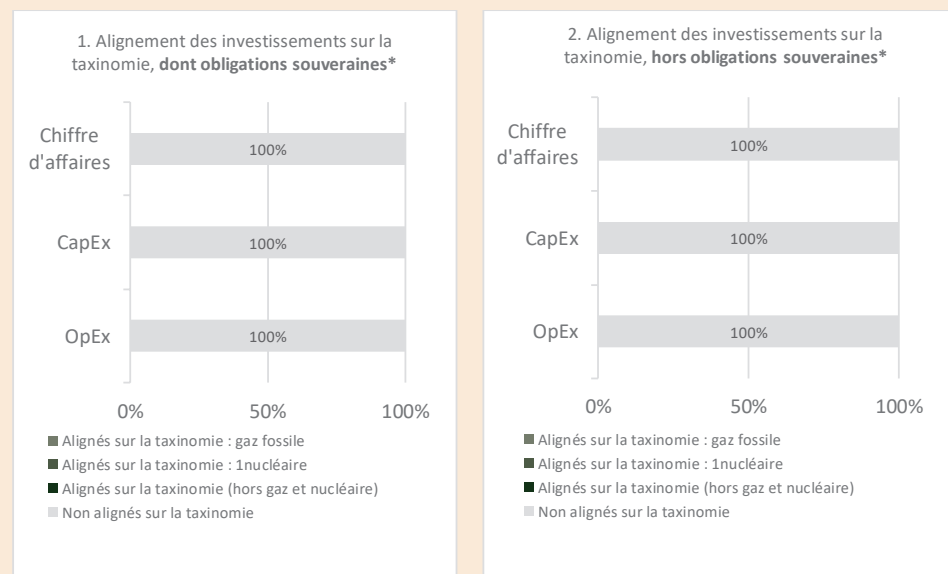 1. Alignement des investissements sur la
taxinomie, dont obligations souveraines*
Chiffre
d'affaires
100%
CapEx
100%
OpEx
100%
0%
50%
100%
Alignés sur la taxinomie : gaz fossile
Alignés sur la taxinomie : 1nucléaire
Alignés sur la taxinomie (hors gaz et nucléaire)
Non alignés sur la taxinomie
2. Alignement des investissements sur la
taxinomie, hors obligations souveraines*
Chiffre
d'affaires
100%
CapEx
100%
OpEx
100%
0%
50%
100%
Alignés sur la taxinomie : gaz fossile
Alignés sur la taxinomie : 1nucléaire
Alignés sur la taxinomie (hors gaz et nucléaire)
Non alignés sur la taxinomie